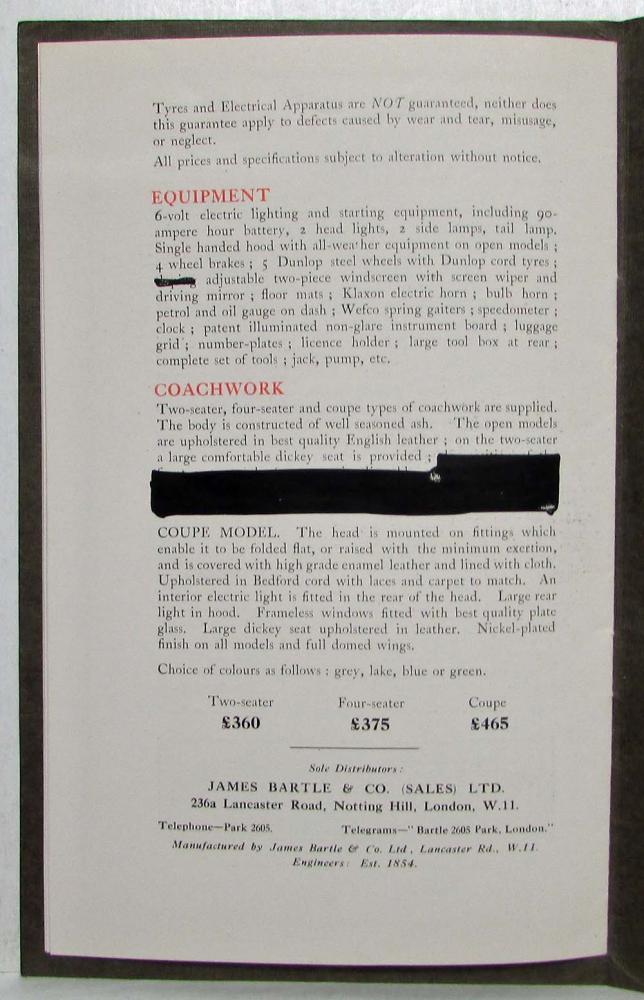 Tyres and Electrical Apparatus are NOT guaranteed, neither does
this guarantee apply to defects caused by wear and tear, misusage,
or neglect.
All prices and specifications subject to alteration without notice.
EQUIPMENT
6-volt electric lighting and starting equipment, including 90-
ampere hour battery, 2 head lights, 2 side lamps, tail lamp.
Single handed hood with all-weather equipment on open models ;
4 wheel brakes ; 5 Dunlop steel wheels with Dunlop cord tyres ;
adjustable two-piece windscreen with screen wiper and
driving mirror ; floor mats ; Klaxon electric horn ; bulb horn ;
petrol and oil gauge on dash ; Wefco spring gaiters ; speedometer ;
clock ; patent illuminated non-glare instrument board ; luggage
grid ; number-plates ; licence holder ; large tool box at rear ;
complete set of tools ; jack, pump, etc.
COACHWORK
Two-seater, four-seater and coupe types of coachwork are supplied.
The body is constructed of well seasoned ash. The open models
are upholstered in best quality English leather ; on the two-seater
a large comfortable dickey seat is provided ;
COUPE MODEL. The head is mounted on fittings which
enable it to be folded flat, or raised with the minimum exertion,
and is covered with high grade enamel leather and lined with cloth.
Upholstered in Bedford cord with laces and carpet to match. An
interior electric light is fitted in the rear of the head. Large rear
light in hood. Frameless windows fitted with best quality plate
glass. Large dickey seat upholstered in leather. Nickel-plated
finish on all models and full domed wings.
Choice of colours as follows : grey, lake, blue or green.
Two-seater Four-seater Coupe
£360 £375 £465
Sole Distributors :
JAMES BARTLE & CO. (SALES) LTD.
236a Lancaster Road, Notting Hill, London, W.11.
Telephone—Park 2605. Telegrams—" Bartle 2605 Park, London."
Manufactured by James Bartle & Co. Ltd, Lancaster Rd., W.11.
Engineers: Est. 1854.